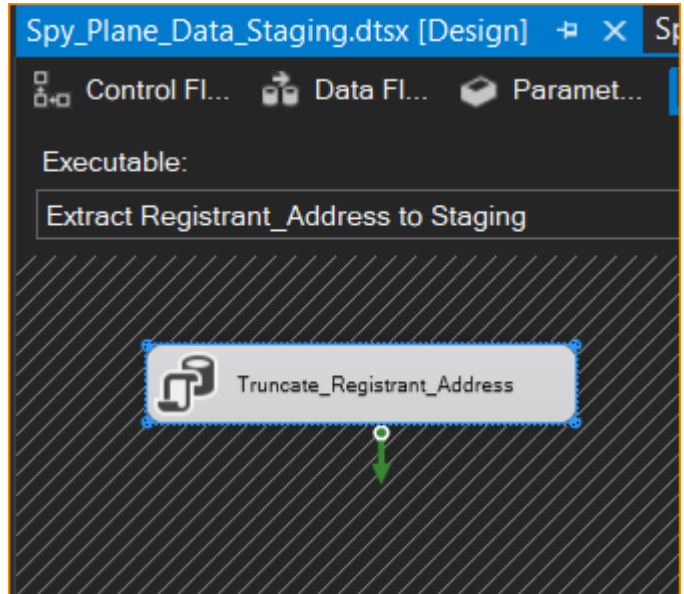 Spy_Plane_Data_Staging.dtsx [Design] Sp
Control Fl... Data Fl... Paramet...
Executable:
Extract Registrant_Address to Staging
Truncate_Registrant_Address